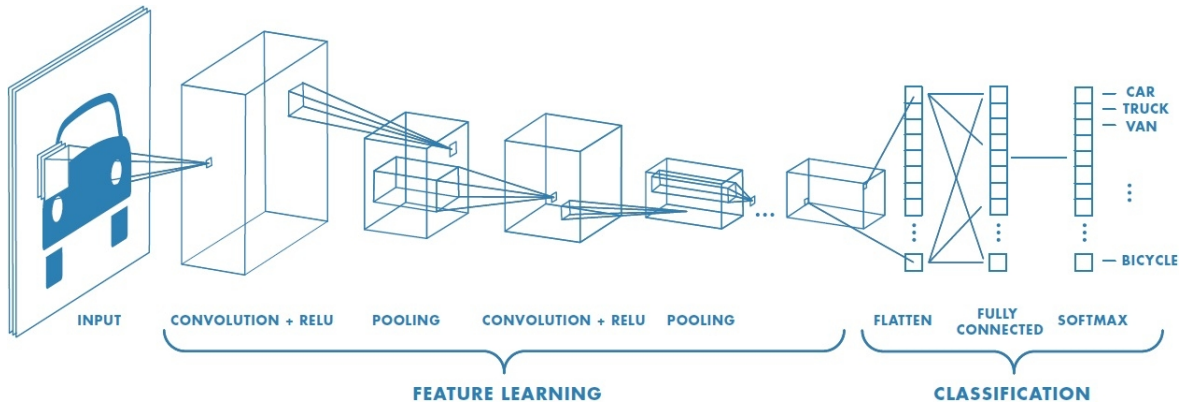 CAR
TRUCK
VAN
BICYCLE
INPUT
CONVOLUTION + RELU
POOLING
CONVOLUTION + RELU
POOLING
FLATTEN
FULLY
CONNECTED
SOFTMAX
FEATURE LEARNING
CLASSIFICATION